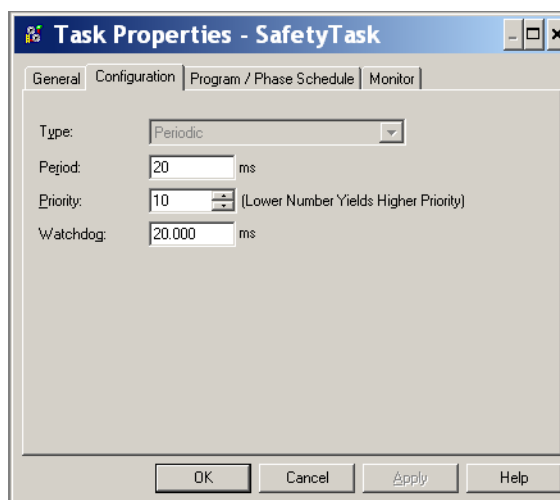 Task Properties - SafetyTask
General Configuration Program / Phase Schedule Monitor
Type: Periodic
Period: 20 ms
Priority: 10 (Lower Number Yields Higher Priority)
Watchdog: 20.000 ms
OK Cancel Apply Help